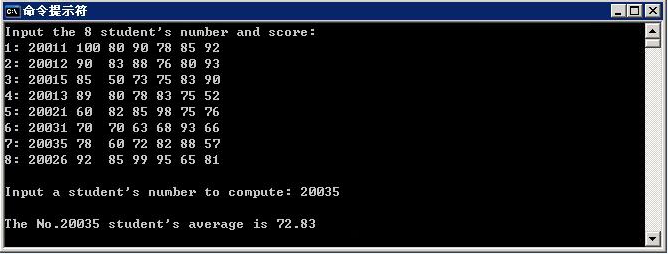 命令提示符
Input the 8 student's number and score:
1: 20011 100 80 90 78 85 92
2: 20012 90  83 88 76 80 93
3: 20015 85  50 73 75 83 90
4: 20013 89  80 78 83 75 52
5: 20021 60  82 85 98 75 76
6: 20031 70  70 63 68 93 66
7: 20035 78  60 72 82 88 57
8: 20026 92  85 99 95 65 81
Input a student's number to compute: 20035
The No.20035 student's average is 72.83